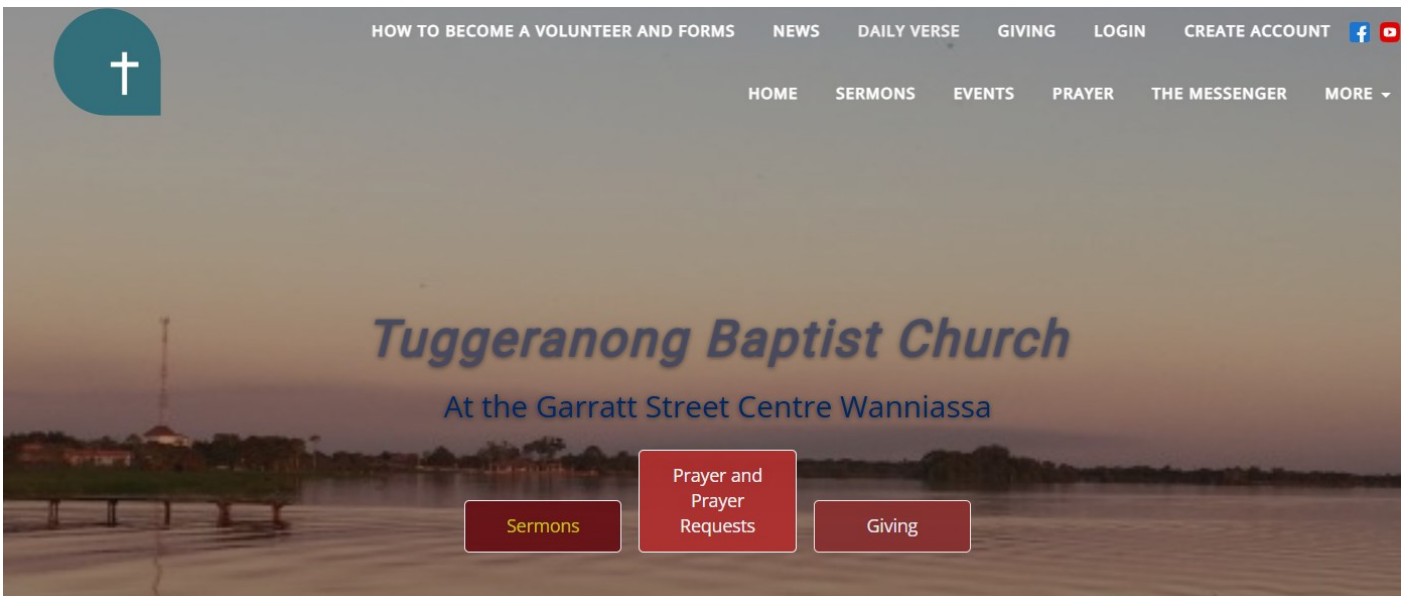 HOW TO BECOME A VOLUNTEER AND FORMS NEWS DAILY VERSE GIVING LOGIN CREATE ACCOUNT
HOME SERMONS EVENTS PRAYER THE MESSENGER MORE
Tuggeranong Baptist Church
At the Garratt Street Centre Wanniassa
Prayer and
Prayer
Requests
Sermons
Giving